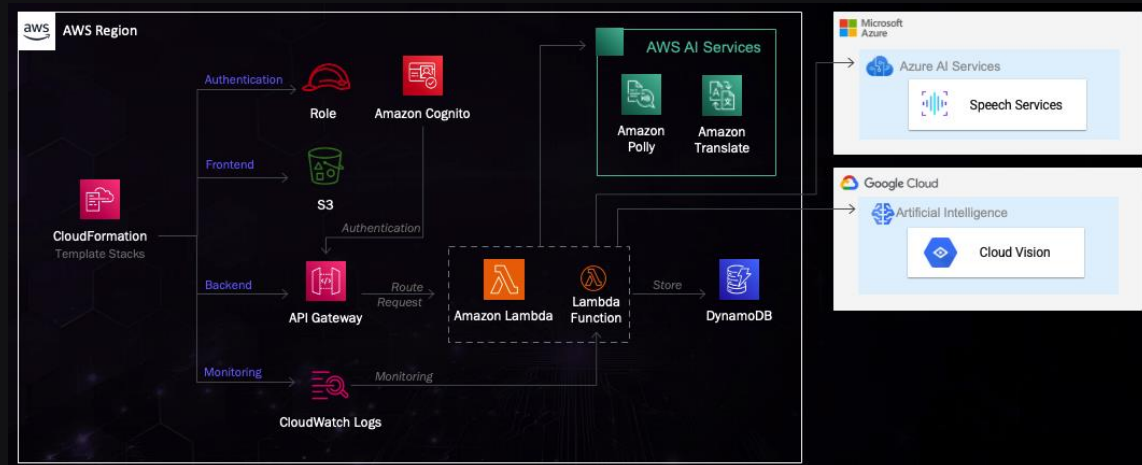 aws
AWS Region
Authentication
Role
Amazon Cognito
Frontend
S3
CloudFormation
Template Stacks
Authentication
Backend
API Gateway
Route
Request
Amazon Lambda
Lambda
Function
Store
DynamoDB
Monitoring
CloudWatch Logs
Monitoring
AWS AI Services
Amazon
Polly
Amazon
Translate
Microsoft
Azure
Azure AI Services
Speech Services
Google Cloud
Artificial Intelligence
Cloud Vision